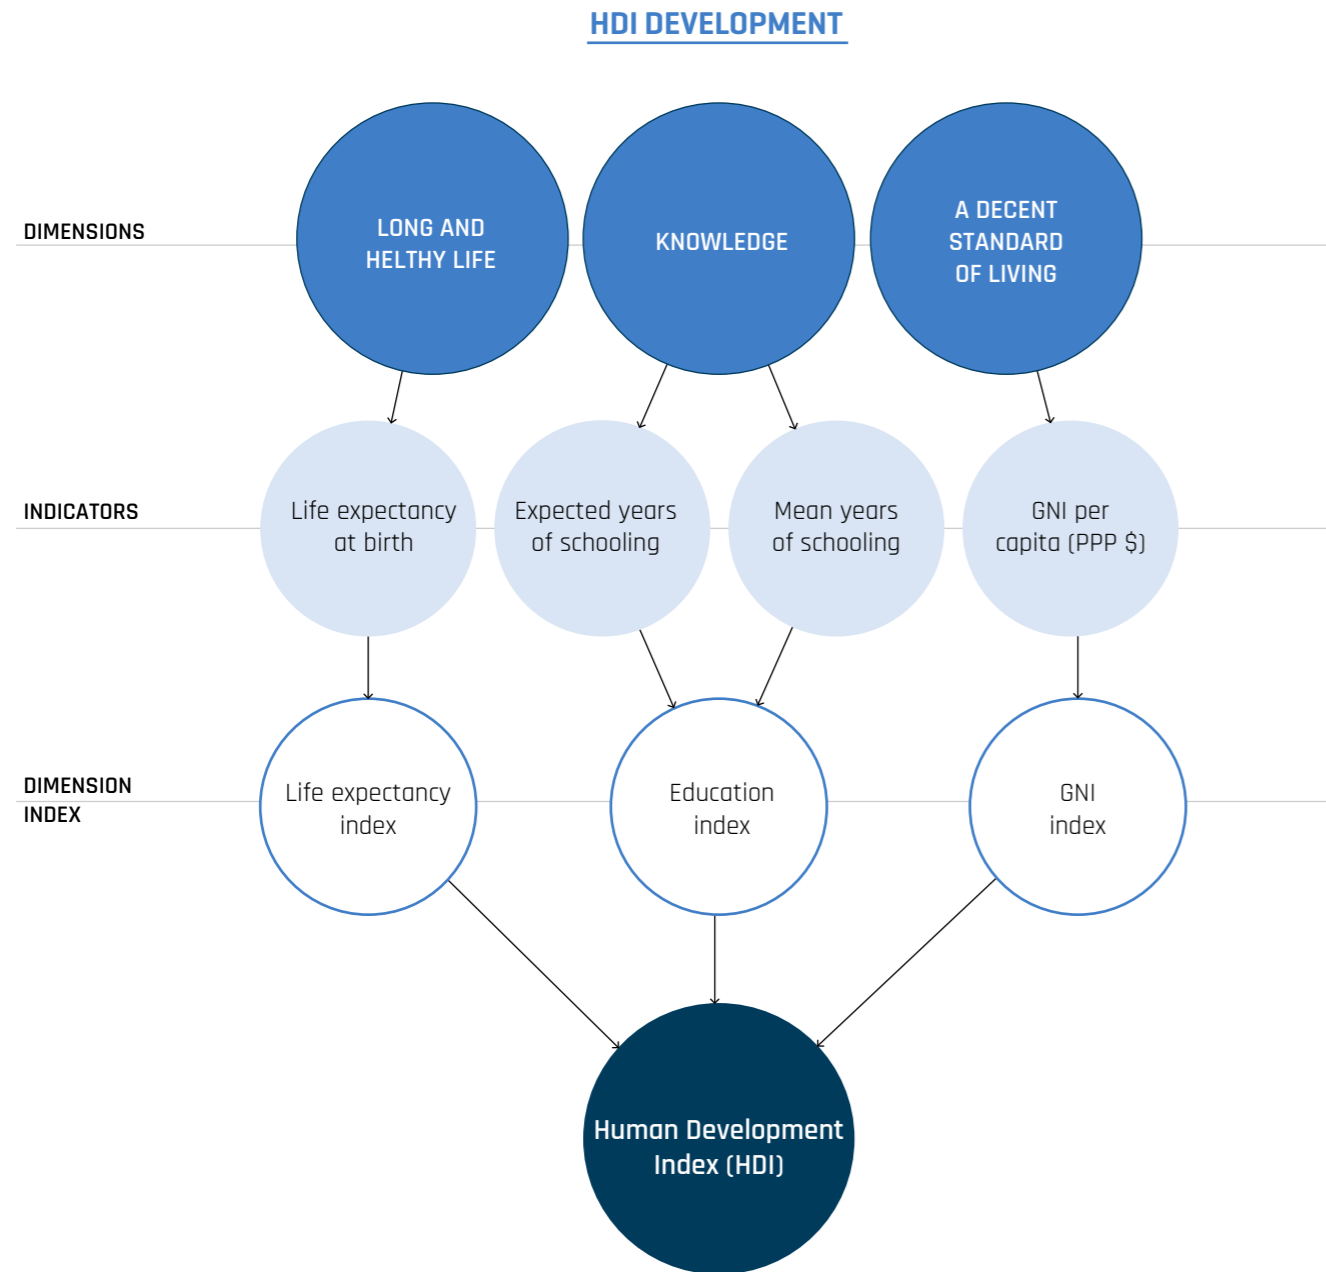 HDI DEVELOPMENT
DIMENSIONS
LONG AND
HELTHY LIFE
KNOWLEDGE
A DECENT
STANDARD
OF LIVING
INDICATORS
Life expectancy
at birth
Expected years
of schooling
Mean years
of schooling
GNI per
capita (PPP $)
DIMENSION
INDEX
Life expectancy
index
Education
index
GNI
index
Human Development
Index (HDI)